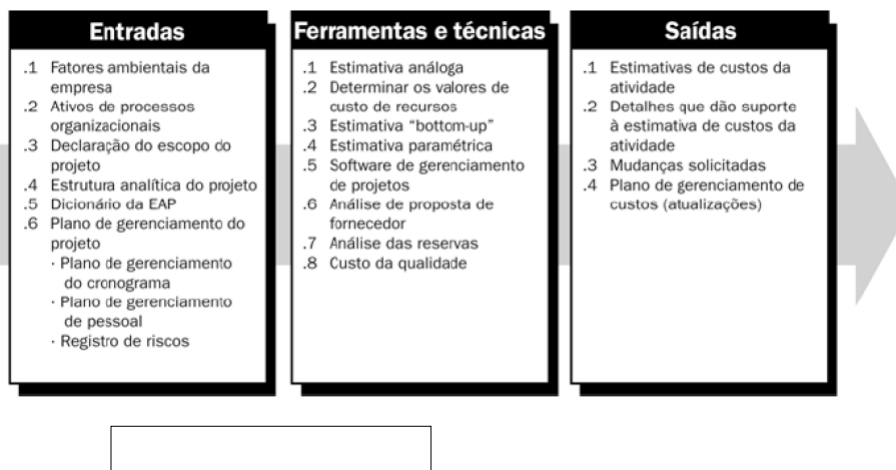 Entradas
.1 Fatores ambientais da
empresa
.2 Ativos de processos
organizacionais
.3 Declaração do escopo do
projeto
.4 Estrutura analítica do projeto
.5 Dicionário da EAP
.6 Plano de gerenciamento do
projeto
· Plano de gerenciamento
do cronograma
· Plano de gerenciamento
de pessoal
· Registro de riscos
Ferramentas e técnicas
.1 Estimativa análoga
.2 Determinar os valores de
custo de recursos
.3 Estimativa “bottom-up”
.4 Estimativa paramétrica
.5 Software de gerenciamento
de projetos
.6 Análise de proposta de
fornecedor
.7 Análise das reservas
.8 Custo da qualidade
Saídas
.1 Estimativas de custos da
atividade
.2 Detalhes que dão suporte
à estimativa de custos da
atividade
.3 Mudanças solicitadas
.4 Plano de gerenciamento de
custos (atualizações)